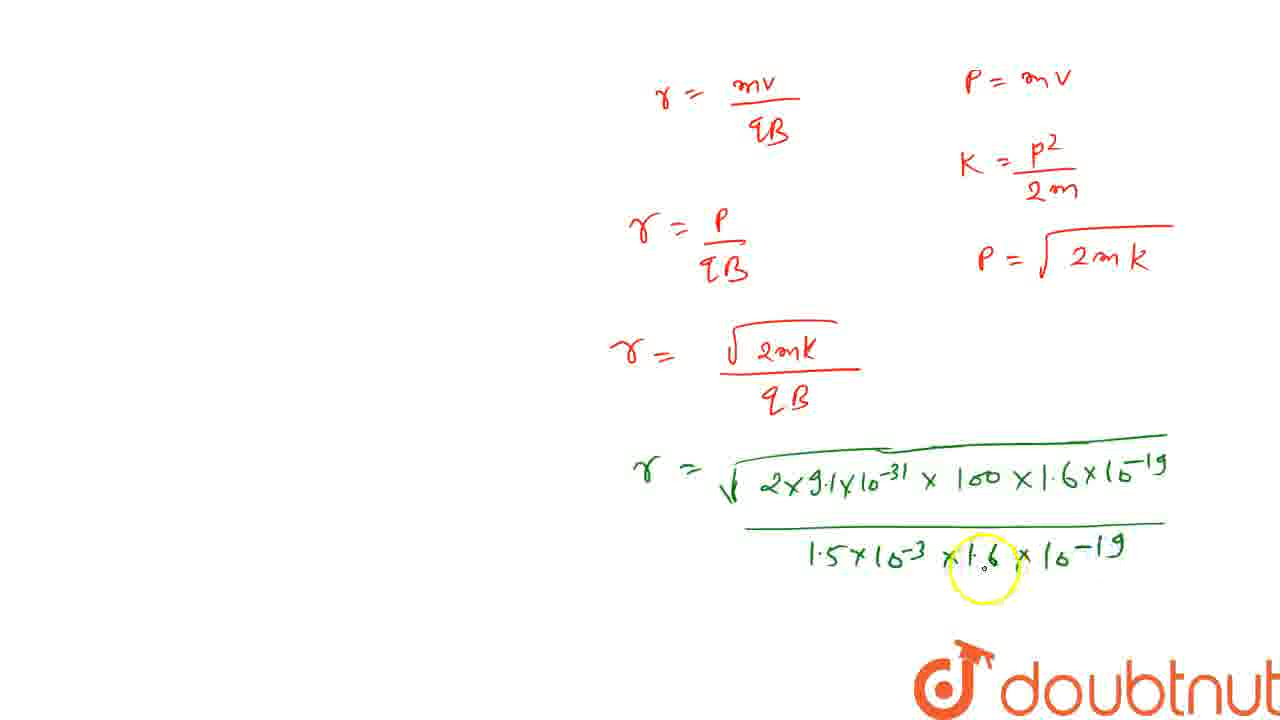 r = mv / qB
P = mv
K = p² / 2m
r = P / qB
P = √2mk
r = √2mK / qB
r = √2×9.1×10⁻³¹ × 100 × 1.6×10⁻¹⁹ / 1.5×10⁻³ ×1.6 × 10⁻¹⁹
doubtnut